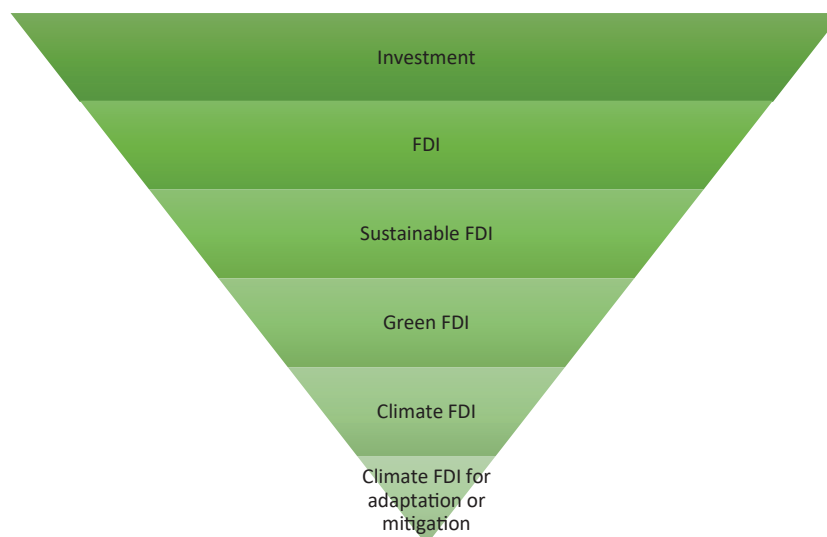 Investment
FDI
Sustainable FDI
Green FDI
Climate FDI
Climate FDI for
adaptation or
mitigation